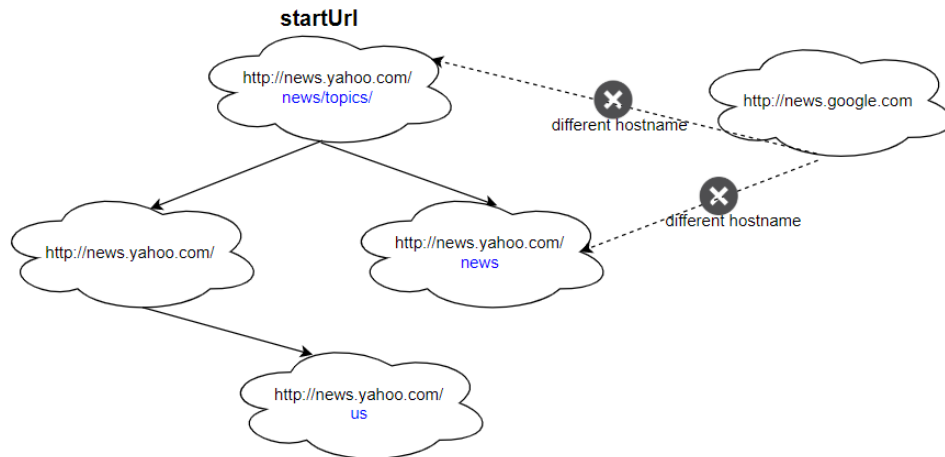 startUrl
http://news.yahoo.com/
news/topics/
http://news.google.com
different hostname
different hostname
http://news.yahoo.com/
http://news.yahoo.com/
news
http://news.yahoo.com/
us